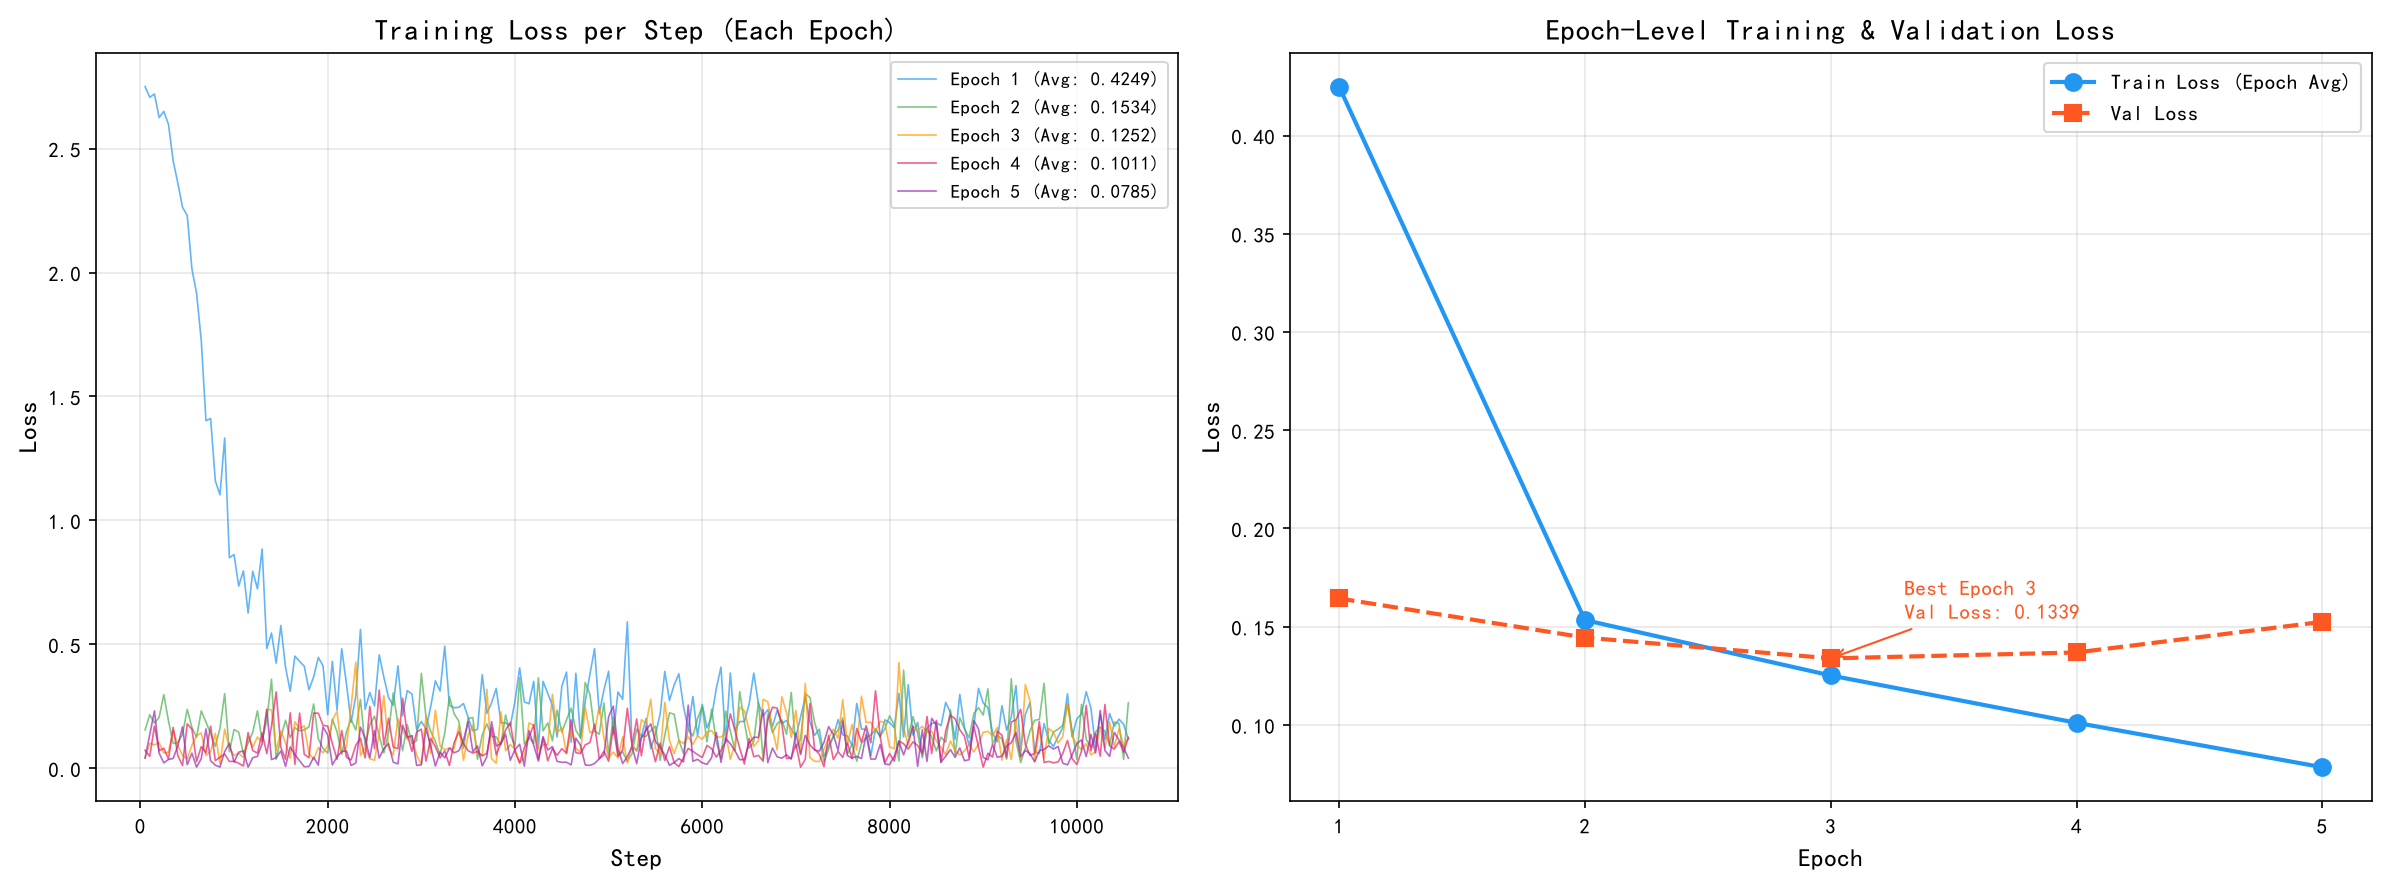 Training Loss per Step (Each Epoch)
Epoch 1 (Avg: 0.4249)
Epoch 2 (Avg: 0.1534)
Epoch 3 (Avg: 0.1252)
Epoch 4 (Avg: 0.1011)
Epoch 5 (Avg: 0.0785)
2.5
2.0
1.5
1.0
0.5
0.0
Loss
0 2000 4000 6000 8000 10000
Step
Epoch-Level Training & Validation Loss
Train Loss (Epoch Avg)
Val Loss
0.40
0.35
0.30
0.25
0.20
0.15
0.10
Loss
Best Epoch 3
Val Loss: 0.1339
1 2 3 4 5
Epoch